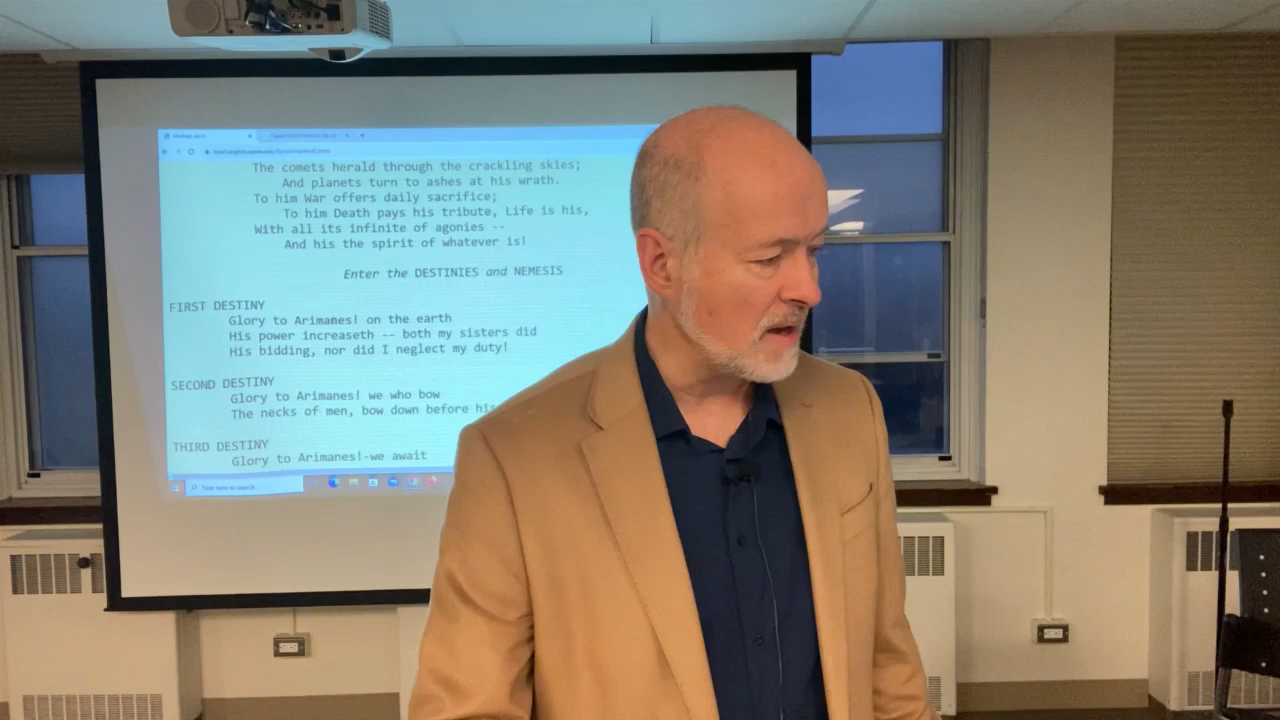 The comets herald through the crackling skies;
And planets turn to ashes at his wrath.
To him War offers daily sacrifice;
To him Death pays his tribute, Life is his,
With all its infinite of agonies --
And his the spirit of whatever is!
Enter the DESTINIES and NEMESIS
FIRST DESTINY
Glory to Arimanes! on the earth
His power increaseth -- both my sisters did
His bidding, nor did I neglect my duty!
SECOND DESTINY
Glory to Arimanes! we who bow
The necks of men, bow down before his
THIRD DESTINY
Glory to Arimanes!-we await
Type here to search